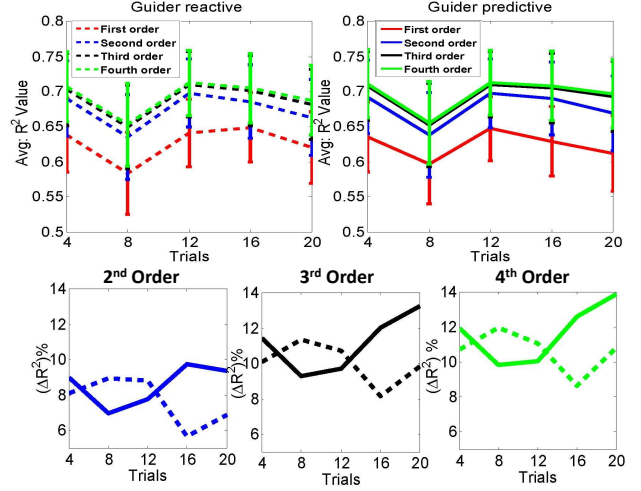 Guider reactive
Guider predictive
0.8
0.75
0.7
0.65
0.6
0.55
0.5
Avg: R² Value
First order
Second order
Third order
Fourth order
4 8 12 16 20
Trials
0.8
0.75
0.7
0.65
0.6
0.55
0.5
Avg: R² Value
First order
Second order
Third order
Fourth order
4 8 12 16 20
Trials
2nd Order
3rd Order
4th Order
14
12
10
8
6
(ΔR²)%
4 8 12 16 20
Trials
14
12
10
8
6
(ΔR²)%
4 8 12 16 20
Trials
14
12
10
8
6
(ΔR²) %
4 8 12 16 20
Trials